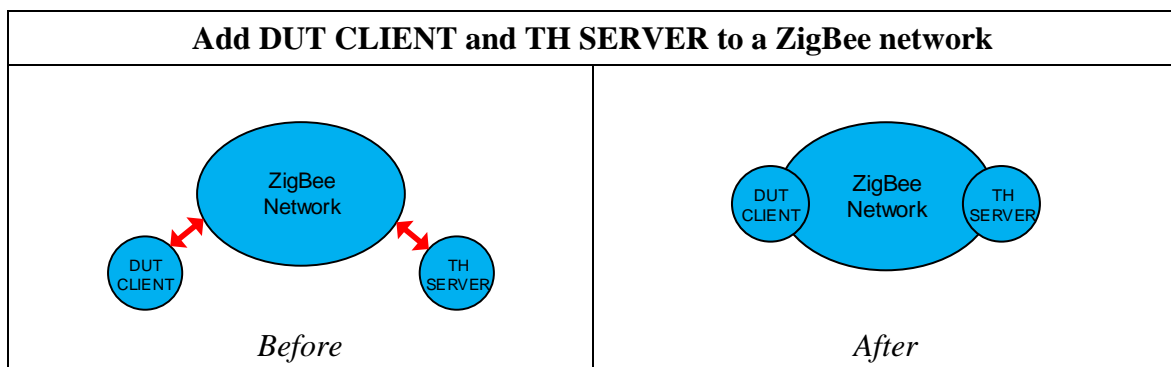 Add DUT CLIENT and TH SERVER to a ZigBee network
ZigBee
Network
DUT
CLIENT
TH
SERVER
Before
ZigBee
Network
DUT
CLIENT
TH
SERVER
After